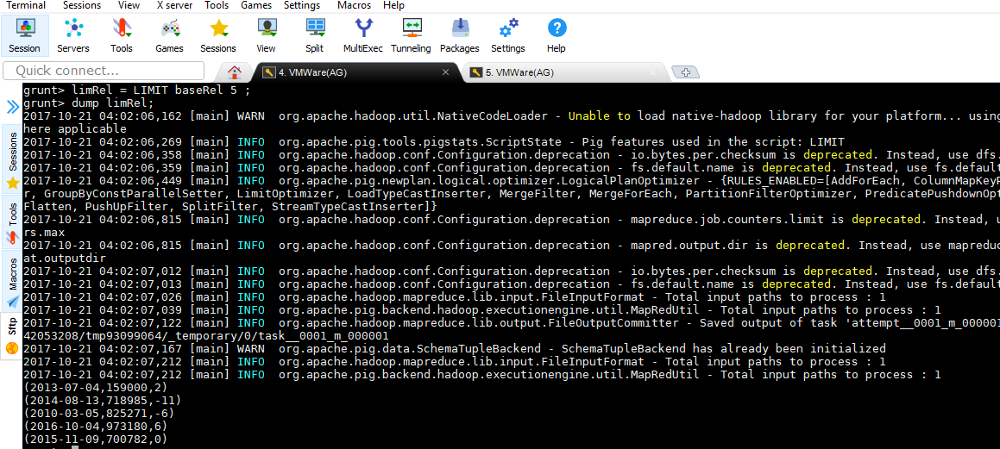 Terminal Sessions View X server Tools Games Settings Macros Help
Session Servers Tools Games Sessions View Split MultiExec Tunneling Packages Settings Help
Quick connect... 4. VMWare(AG) 5. VMWare(AG)
Sessions
Tools
Macros
Sftp
grunt> limRel = LIMIT baseRel 5 ;
grunt> dump limRel;
2017-10-21 04:02:06,162 [main] WARN  org.apache.hadoop.util.NativeCodeLoader - Unable to load native-hadoop library for your platform... using
here applicable
2017-10-21 04:02:06,269 [main] INFO  org.apache.pig.tools.pigstats.ScriptState - Pig features used in the script: LIMIT
2017-10-21 04:02:06,358 [main] INFO  org.apache.hadoop.conf.Configuration.deprecation - io.bytes.per.checksum is deprecated. Instead, use dfs.
2017-10-21 04:02:06,359 [main] INFO  org.apache.hadoop.conf.Configuration.deprecation - fs.default.name is deprecated. Instead, use fs.default
2017-10-21 04:02:06,449 [main] INFO  org.apache.pig.newplan.logical.optimizer.LogicalPlanOptimizer - {RULES_ENABLED=[AddForEach, ColumnMapKeyP
r, GroupByConstParallelSetter, LimitOptimizer, LoadTypeCastInserter, MergeFilter, MergeForEach, PartitionFilterOptimizer, PredicatePushdownOpt
Flatten, PushUpFilter, SplitFilter, StreamTypeCastInserter]}
2017-10-21 04:02:06,815 [main] INFO  org.apache.hadoop.conf.Configuration.deprecation - mapreduce.job.counters.limit is deprecated. Instead, u
rs.max
2017-10-21 04:02:06,815 [main] INFO  org.apache.hadoop.conf.Configuration.deprecation - mapred.output.dir is deprecated. Instead, use mapreduc
at.outputdir
2017-10-21 04:02:07,012 [main] INFO  org.apache.hadoop.conf.Configuration.deprecation - io.bytes.per.checksum is deprecated. Instead, use dfs.
2017-10-21 04:02:07,013 [main] INFO  org.apache.hadoop.conf.Configuration.deprecation - fs.default.name is deprecated. Instead, use fs.default
2017-10-21 04:02:07,026 [main] INFO  org.apache.hadoop.mapreduce.lib.input.FileInputFormat - Total input paths to process : 1
2017-10-21 04:02:07,039 [main] INFO  org.apache.pig.backend.hadoop.executionengine.util.MapRedUtil - Total input paths to process : 1
2017-10-21 04:02:07,122 [main] INFO  org.apache.hadoop.mapreduce.lib.output.FileOutputCommitter - Saved output of task 'attempt__0001_m_000001
42053208/tmp93099064/_temporary/0/task__0001_m_000001
2017-10-21 04:02:07,167 [main] WARN  org.apache.pig.data.SchemaTupleBackend - SchemaTupleBackend has already been initialized
2017-10-21 04:02:07,212 [main] INFO  org.apache.hadoop.mapreduce.lib.input.FileInputFormat - Total input paths to process : 1
2017-10-21 04:02:07,212 [main] INFO  org.apache.pig.backend.hadoop.executionengine.util.MapRedUtil - Total input paths to process : 1
(2013-07-04,159000,2)
(2014-08-13,718985,-11)
(2010-03-05,825271,-6)
(2016-10-04,973180,6)
(2015-11-09,700782,0)